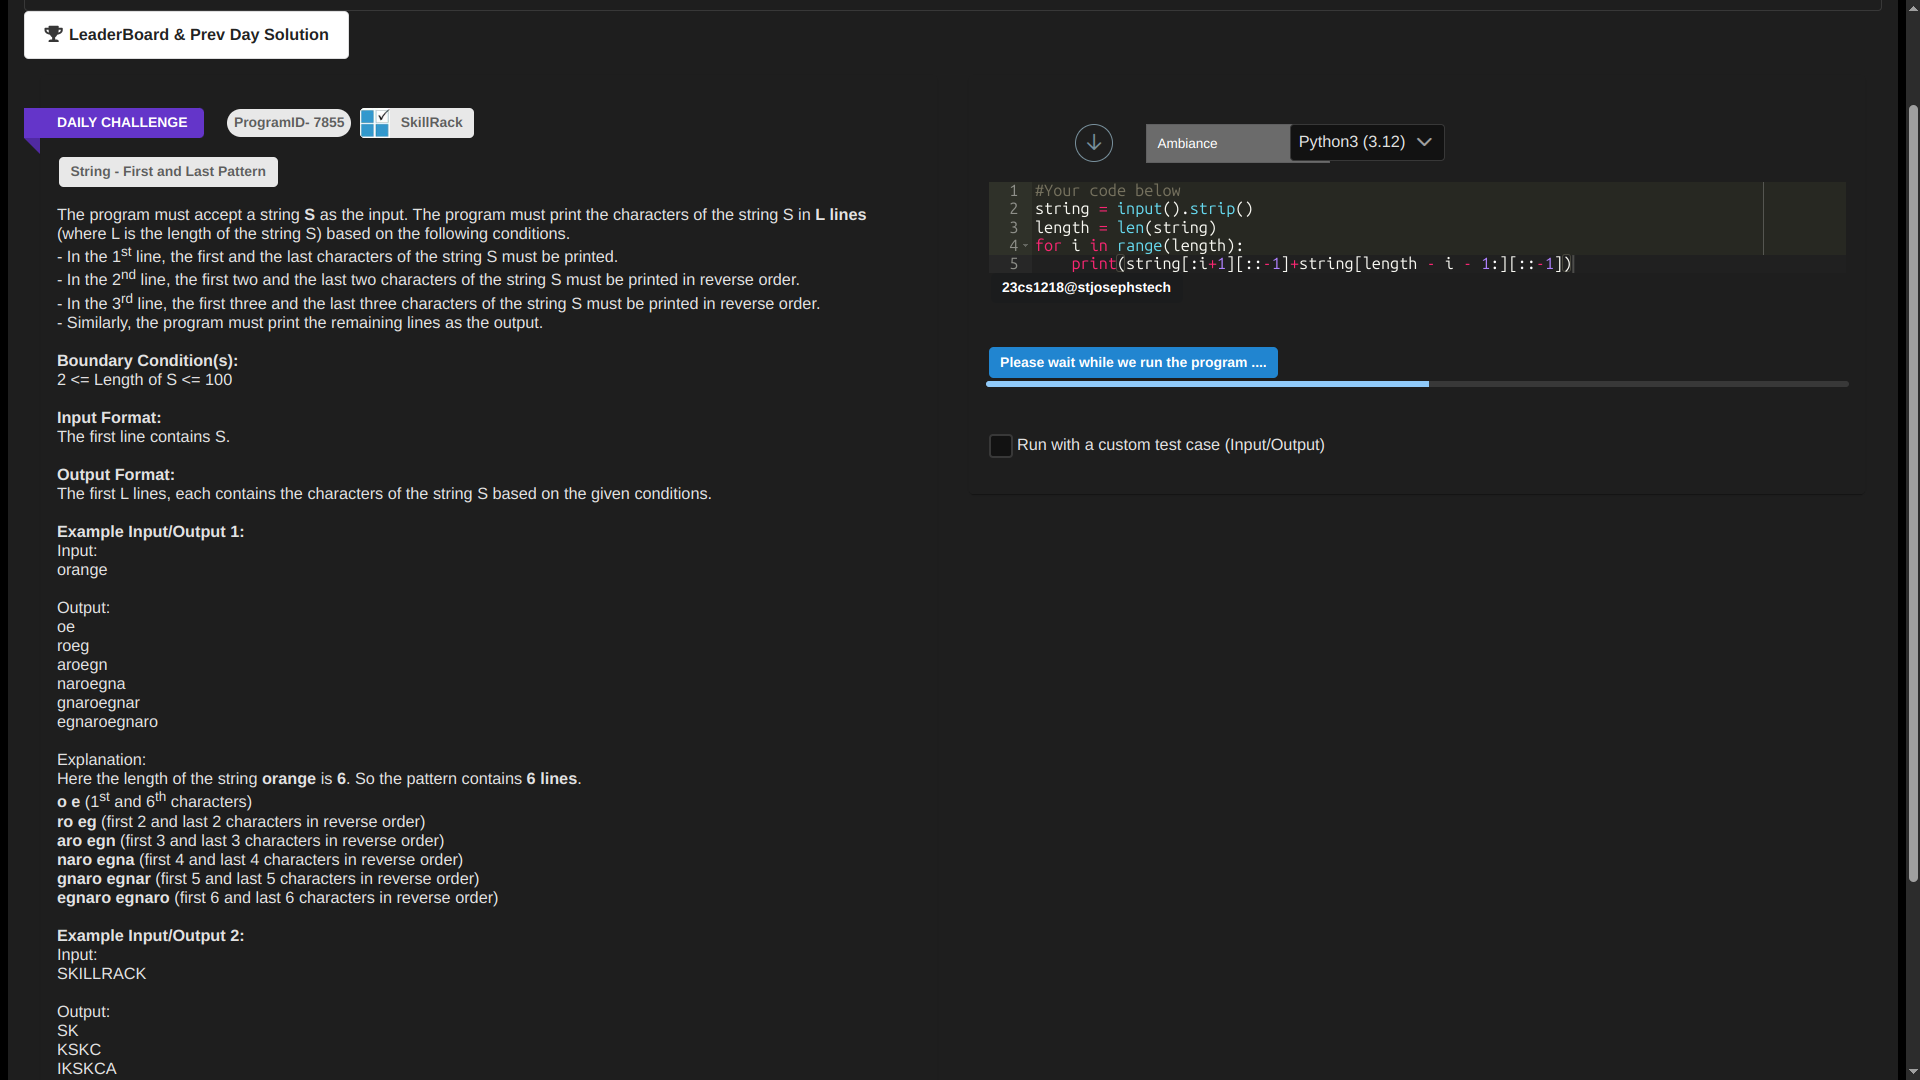 LeaderBoard & Prev Day Solution
DAILY CHALLENGE
ProgramID- 7855
SkillRack
String - First and Last Pattern
The program must accept a string S as the input. The program must print the characters of the string S in L lines
(where L is the length of the string S) based on the following conditions.
- In the 1st line, the first and the last characters of the string S must be printed.
- In the 2nd line, the first two and the last two characters of the string S must be printed in reverse order.
- In the 3rd line, the first three and the last three characters of the string S must be printed in reverse order.
- Similarly, the program must print the remaining lines as the output.
Boundary Condition(s):
2 <= Length of S <= 100
Input Format:
The first line contains S.
Output Format:
The first L lines, each contains the characters of the string S based on the given conditions.
Example Input/Output 1:
Input:
orange
Output:
oe
roeg
aroegn
naroegna
gnaroegnar
egnaroegnaro
Explanation:
Here the length of the string orange is 6. So the pattern contains 6 lines.
o e (1st and 6th characters)
ro eg (first 2 and last 2 characters in reverse order)
aro egn (first 3 and last 3 characters in reverse order)
naro egna (first 4 and last 4 characters in reverse order)
gnaro egnar (first 5 and last 5 characters in reverse order)
egnaro egnaro (first 6 and last 6 characters in reverse order)
Example Input/Output 2:
Input:
SKILLRACK
Output:
SK
KSKC
IKSKCA
Ambiance
Python3 (3.12)
1 #Your code below
2 string = input().strip()
3 length = len(string)
4 for i in range(length):
5     print(string[:i+1][::-1]+string[length - i - 1:][::-1])
23cs1218@stjosephstech
Please wait while we run the program ....
Run with a custom test case (Input/Output)